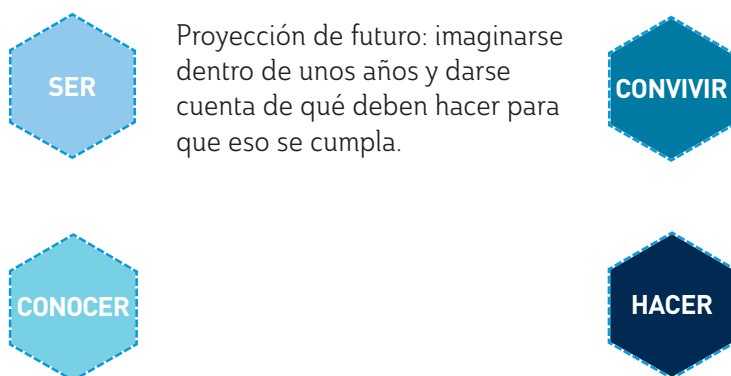 SER
Proyección de futuro: imaginarse
dentro de unos años y darse
cuenta de qué deben hacer para
que eso se cumpla.
CONVIVIR
CONOCER
HACER